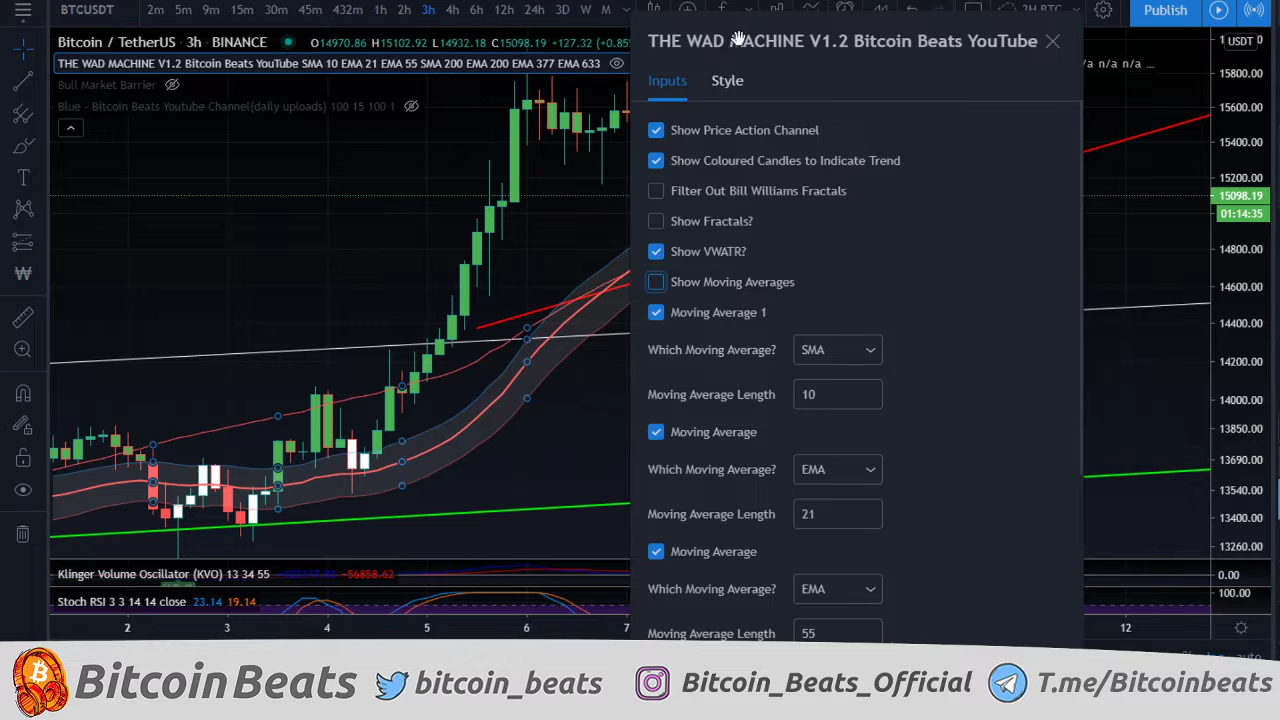 BTCUSDT 2m 5m 9m 30m 45m 432m 1h 2h 3h 4h 6h 12h 24h 3D W M 3H BTC Publish
Bitcoin / TetherUS · 3h · BINANCE O14970.86 H15102.92 L14932.18 C15098.19 +127.32 (+0.85%
USDT
THE WAD MACHINE V1.2 Bitcoin Beats YouTube SMA 10 EMA 21 EMA 55 SMA 200 EMA 200 EMA 377 EMA 633
n/a n/a n/a ...
Bull Market Barrier
Blue - Bitcoin Beats Youtube Channel(daily uploads) 100 15 100 1
THE WAD MACHINE V1.2 Bitcoin Beats YouTube
Inputs Style
Show Price Action Channel
Show Coloured Candles to Indicate Trend
Filter Out Bill Williams Fractals
Show Fractals?
Show VWATR?
Show Moving Averages
Moving Average 1
Which Moving Average? SMA
Moving Average Length 10
Moving Average
Which Moving Average? EMA
Moving Average Length 21
Moving Average
Which Moving Average? EMA
Moving Average Length 55
15800.00
15600.00
15400.00
15200.00
15098.19
01:14:35
14800.00
14600.00
14400.00
14200.00
14000.00
13850.00
13690.00
13540.00
13400.00
13260.00
0.00
100.00
Klinger Volume Oscillator (KVO) 13 34 55 -56858.62
Stoch RSI 3 3 14 14 close 23.14 19.14
2 3 4 5 6 7 12
auto
Bitcoin Beats bitcoin_beats Bitcoin_Beats_Official T.me/Bitcoinbeats